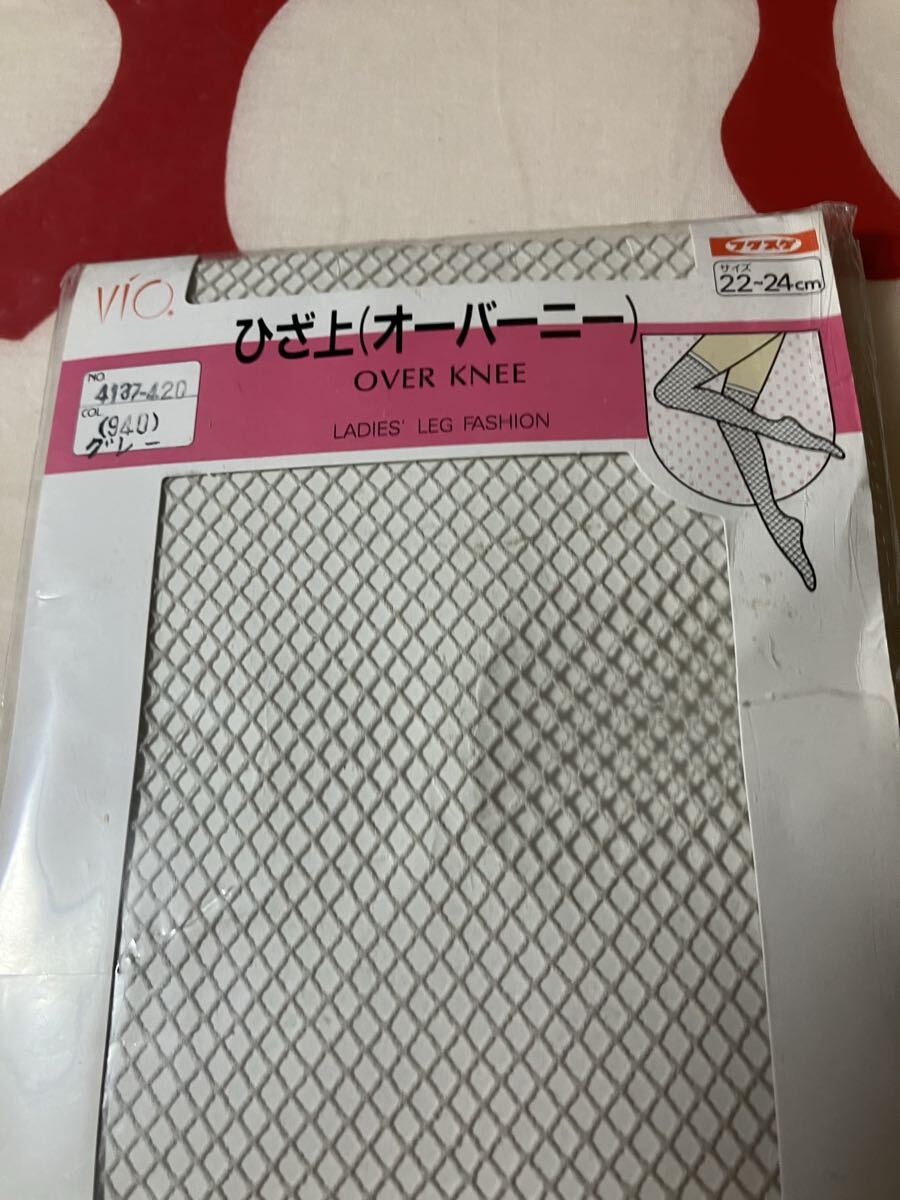 VIO.
フクスケ
サイズ
22~24cm
ひざ上(オーバーニー)
OVER KNEE
LADIES' LEG FASHION
NO
4137-420
COL
(940)
グレー